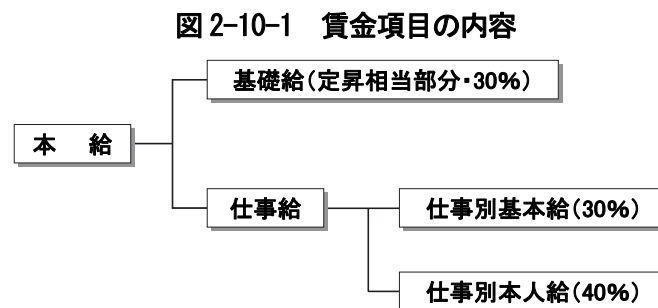 図2-10-1 賃金項目の内容
基礎給(定昇相当部分・30%)
本 給
仕事給
仕事別基本給(30%)
仕事別本人給(40%)